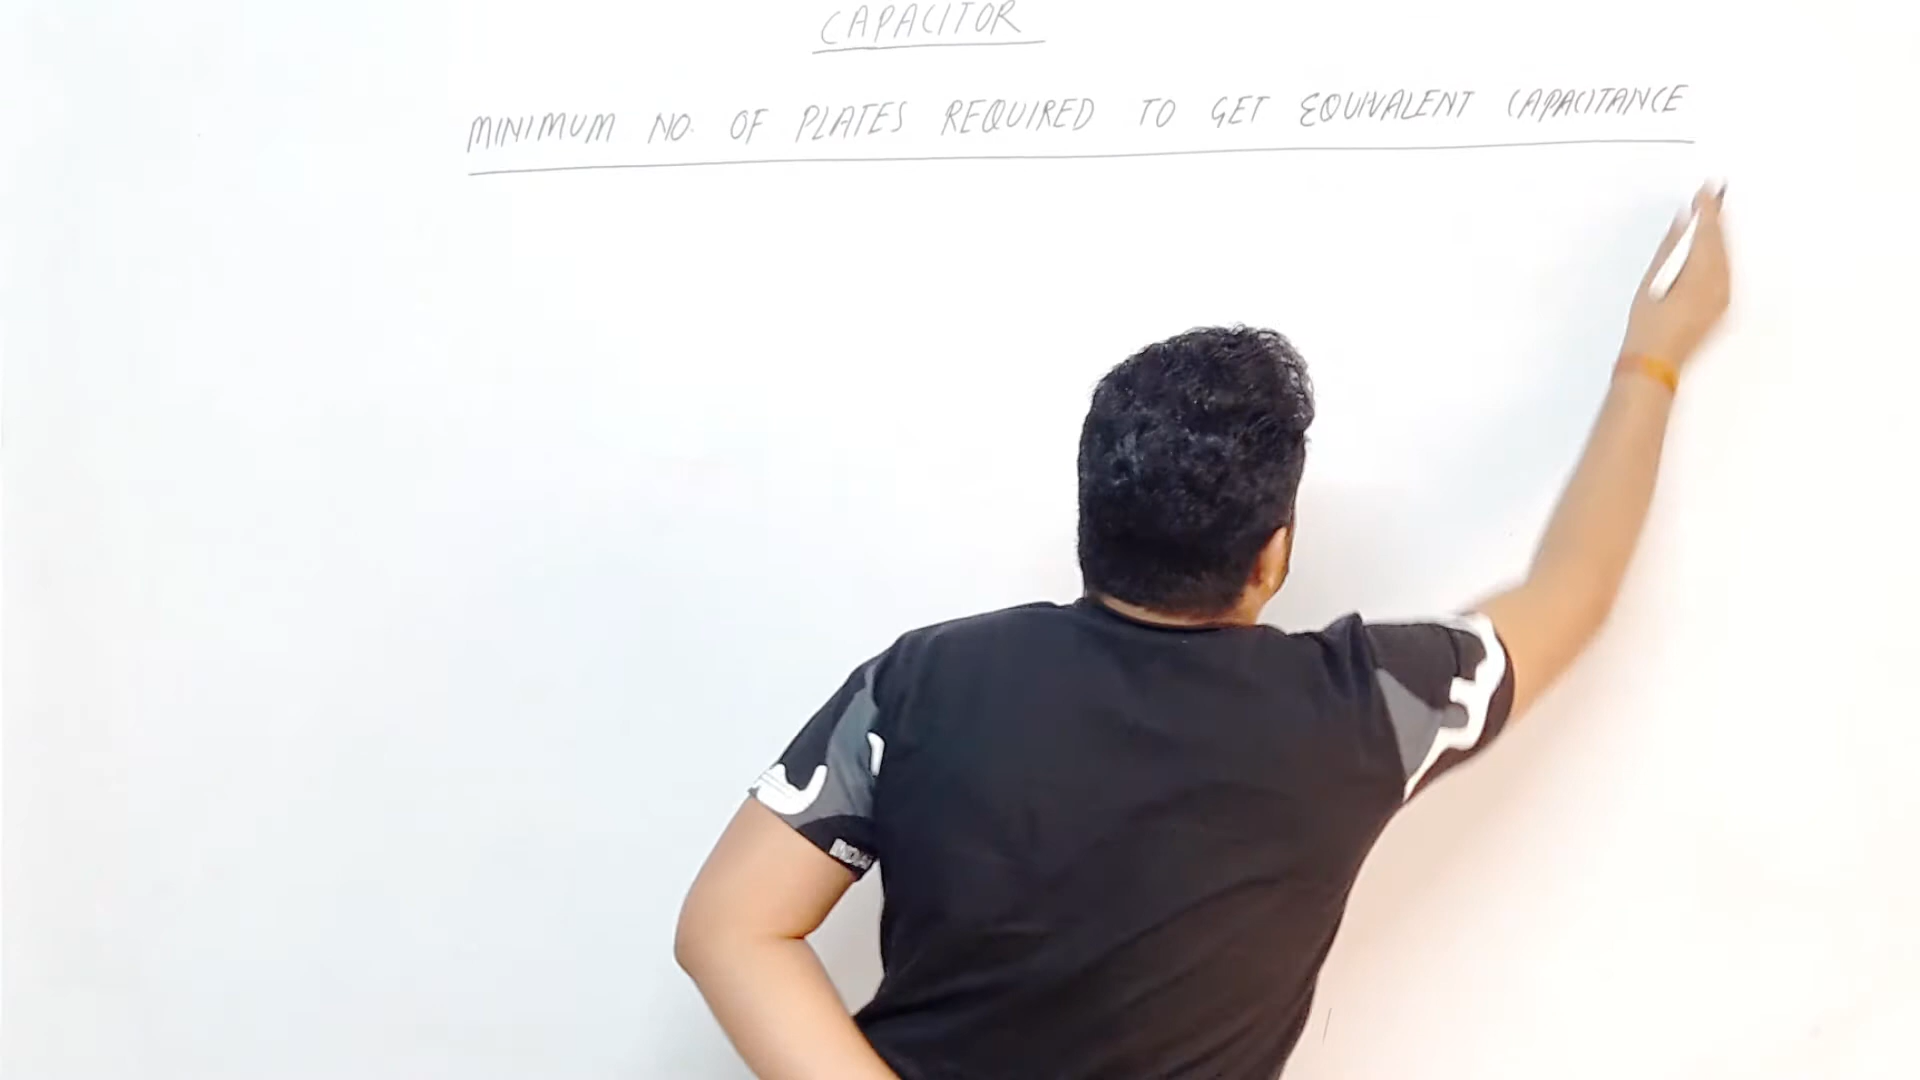 CAPACITOR
MINIMUM NO. OF PLATES REQUIRED TO GET EQUIVALENT CAPACITANCE